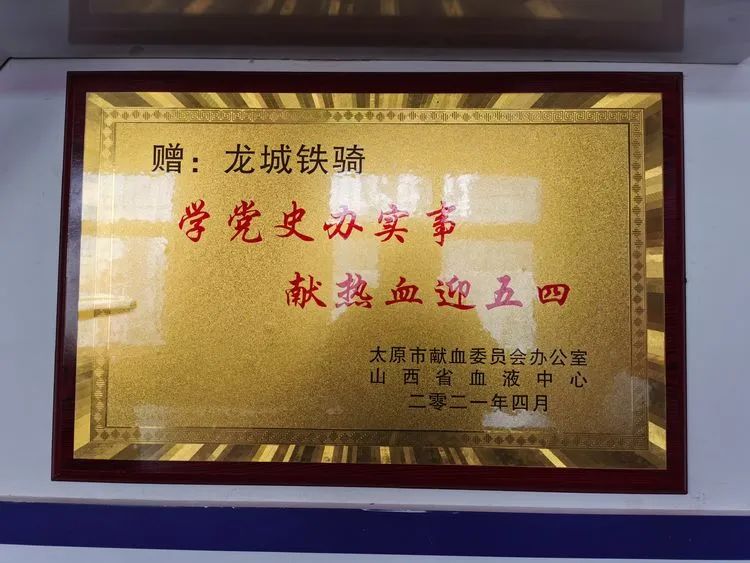 赠：龙城铁骑
学党史办实事
献热血迎五四
太原市献血委员会办公室
山西省血液中心
二零二一年四月